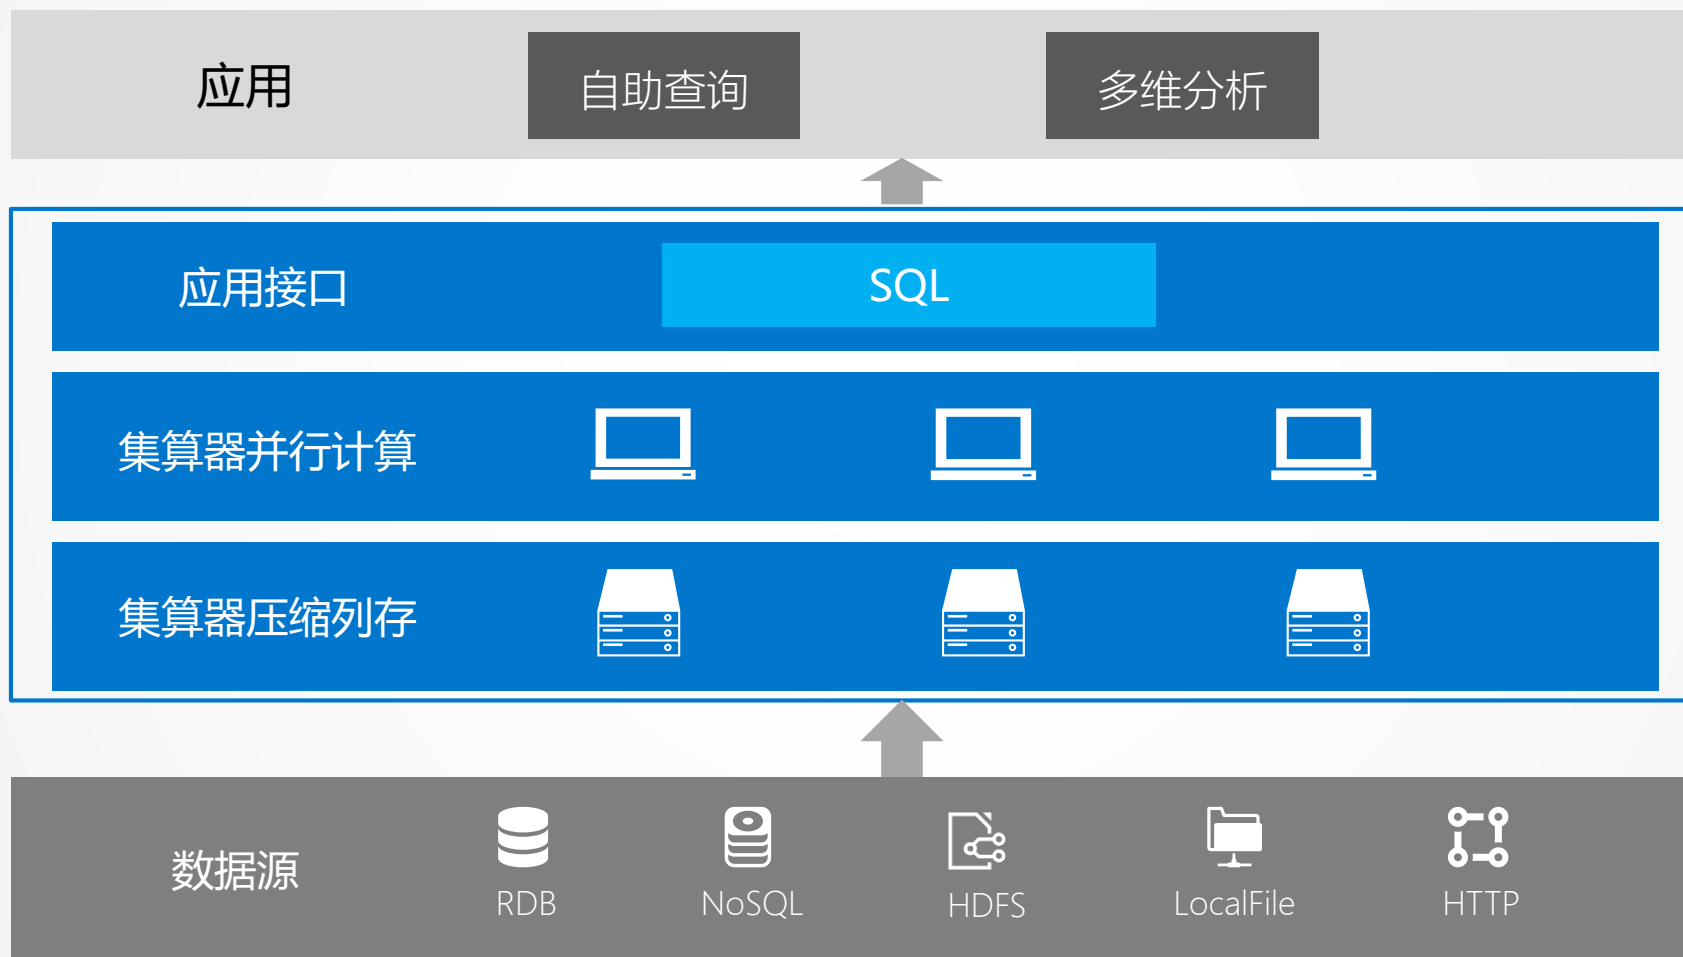 应用
自助查询
多维分析
应用接口
SQL
集算器并行计算
集算器压缩列存
数据源
RDB
NoSQL
HDFS
LocalFile
HTTP